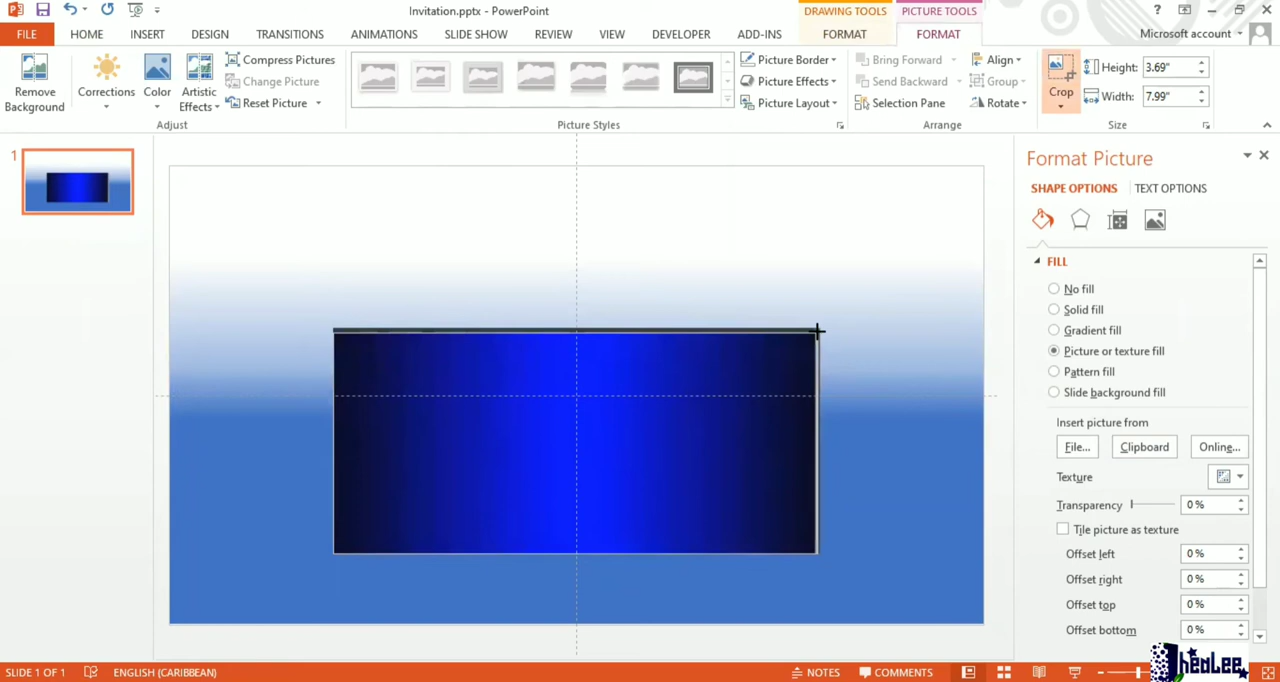 Invitation.pptx - PowerPoint
DRAWING TOOLS
PICTURE TOOLS
?
FILE
HOME
INSERT
DESIGN
TRANSITIONS
ANIMATIONS
SLIDE SHOW
REVIEW
VIEW
DEVELOPER
ADD-INS
FORMAT
FORMAT
Microsoft account
Remove Background
Corrections
Color
Artistic Effects
Compress Pictures
Change Picture
Reset Picture
Adjust
Picture Styles
Picture Border
Picture Effects
Picture Layout
Bring Forward
Send Backward
Selection Pane
Align
Group
Rotate
Arrange
Crop
Height: 3.69"
Width: 7.99"
Size
1
Format Picture
SHAPE OPTIONS
TEXT OPTIONS
FILL
No fill
Solid fill
Gradient fill
Picture or texture fill
Pattern fill
Slide background fill
Insert picture from
File...
Clipboard
Online...
Texture
Transparency
0 %
Tile picture as texture
Offset left
0 %
Offset right
0 %
Offset top
0 %
Offset bottom
0 %
SLIDE 1 OF 1
ENGLISH (CARIBBEAN)
NOTES
COMMENTS
JheoLee